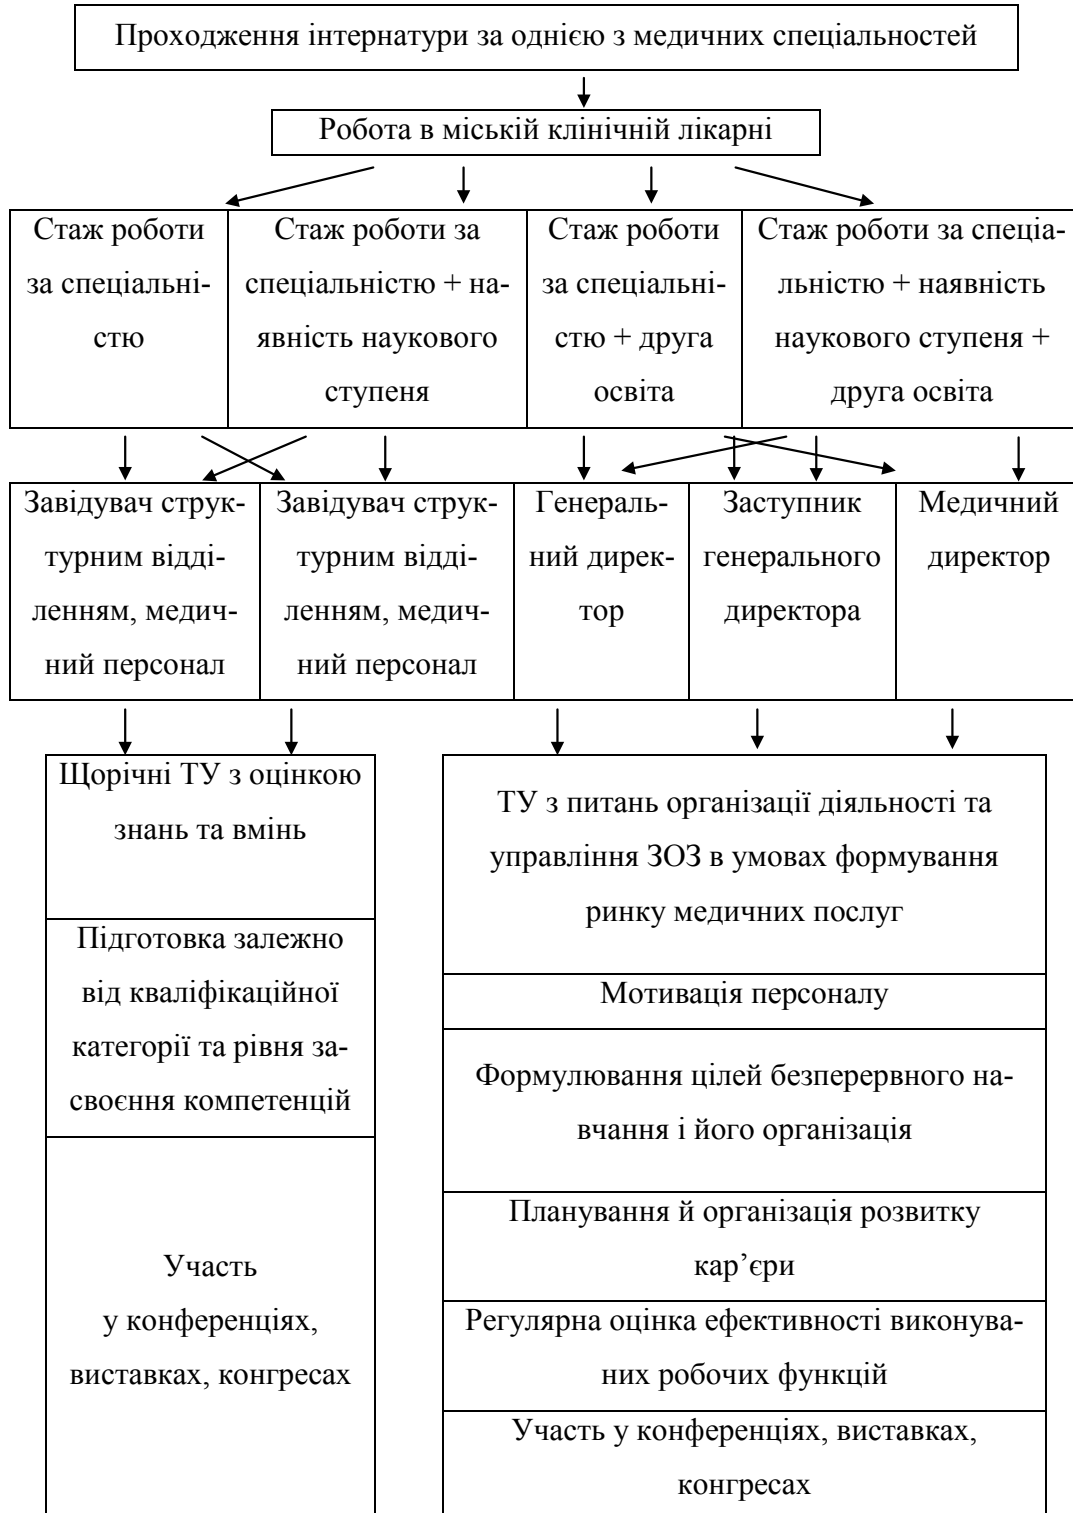 Проходження інтернатури за однією з медичних спеціальностей
Робота в міській клінічній лікарні
Стаж роботи
за спеціальні-
стю
Стаж роботи за
спеціальністю + на-
явність наукового
ступеня
Стаж роботи
за спеціальні-
стю + друга
освіта
Стаж роботи за спеціа-
льністю + наявність
наукового ступеня +
друга освіта
Завідувач струк-
турним відді-
ленням, медич-
ний персонал
Завідувач струк-
турним відді-
ленням, медич-
ний персонал
Генераль-
ний дирек-
тор
Заступник
генерального
директора
Медичний
директор
Щорічні ТУ з оцінкою
знань та вмінь
Підготовка залежно
від кваліфікаційної
категорії та рівня за-
своєння компетенцій
Участь
у конференціях,
виставках, конгресах
ТУ з питань організації діяльності та
управління ЗОЗ в умовах формування
ринку медичних послуг
Мотивація персоналу
Формулювання цілей безперервного на-
вчання і його організація
Планування й організація розвитку
кар’єри
Регулярна оцінка ефективності виконува-
них робочих функцій
Участь у конференціях, виставках,
конгресах